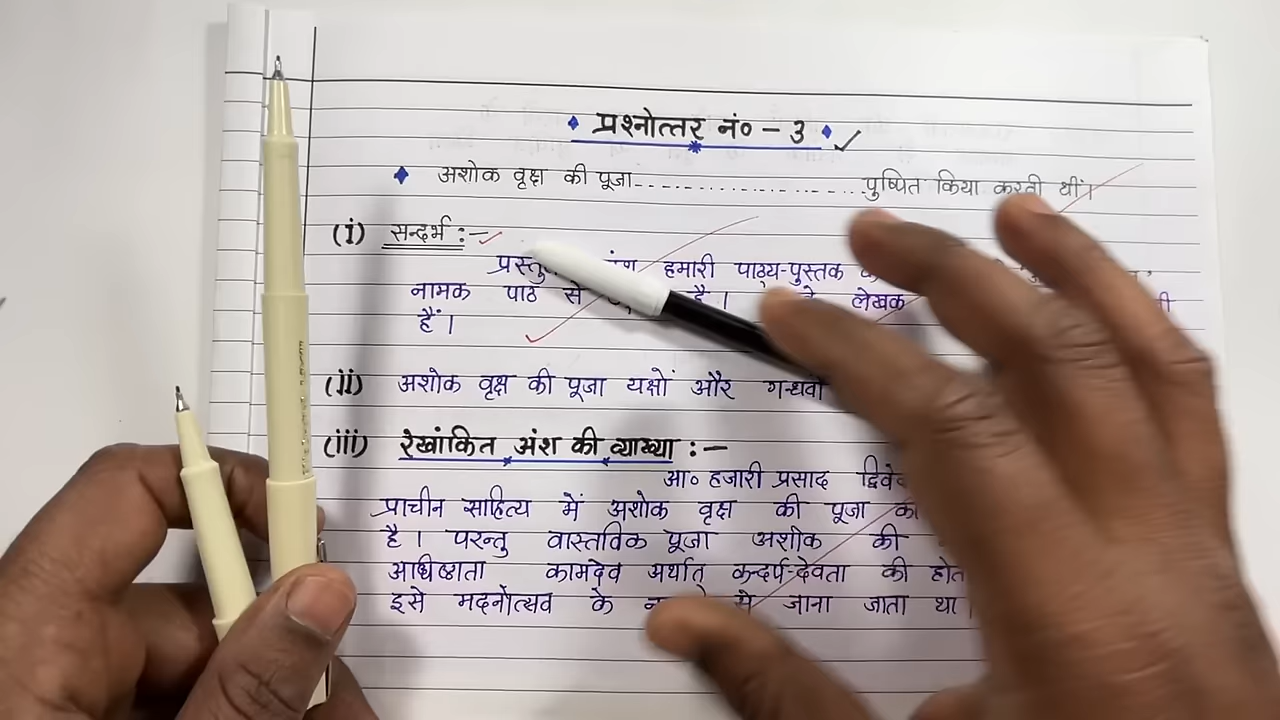 प्रश्नोत्तर नं० - 3
अशोक वृक्ष की पूजा.......................पुष्पित किया करती थीं।
(i) सन्दर्भ :-
हमारी पाठ्य-पुस्तक
नामक पाठ से है। लेखक
हैं।
(ii) अशोक वृक्ष की पूजा यक्षों और गन्धर्वो
(iii) रेखांकित अंश की व्याख्या :-
आ० हजारी प्रसाद
प्राचीन साहित्य में अशोक वृक्ष की पूजा
है। परन्तु वास्तविक पूजा अशोक की
अधिष्ठाता कामदेव अर्थात् कन्दर्प-देवता की
इसे मदनोत्सव के से जाना जाता था।